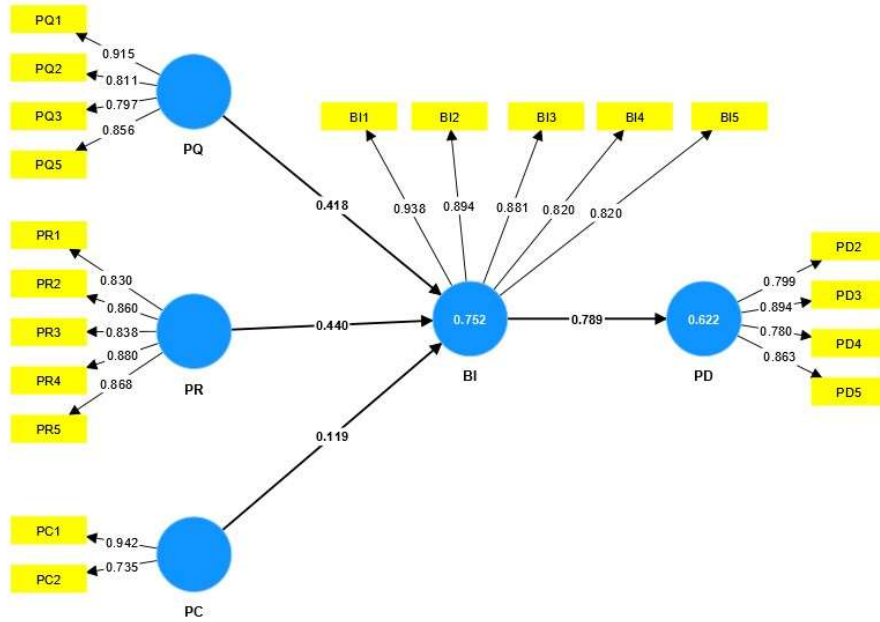 PQ1
PQ2
PQ3
PQ5
0.915
0.811
0.797
0.856
PQ
BI1
BI2
BI3
BI4
BI5
0.938
0.894
0.881
0.820
0.820
0.418
PR1
PR2
PR3
PR4
PR5
0.830
0.860
0.838
0.880
0.868
PR
0.440
0.752
BI
0.789
0.622
PD
PD2
PD3
PD4
PD5
0.799
0.894
0.780
0.863
0.119
PC1
PC2
0.942
0.735
PC